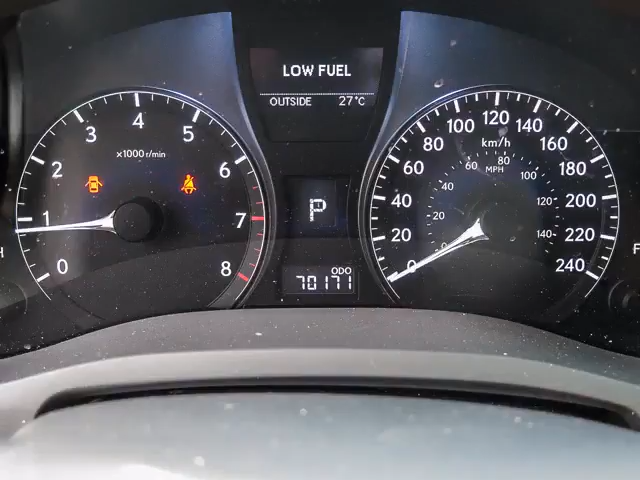 LOW FUEL
OUTSIDE 27°C
0 1 2 3 4 5 6 7 8
x1000 r/min
P
ODO
70171
0 20 40 60 80 100 120 140 160 180 200 220 240
km/h
0 20 40 60 80 100 120 140
MPH
H
F